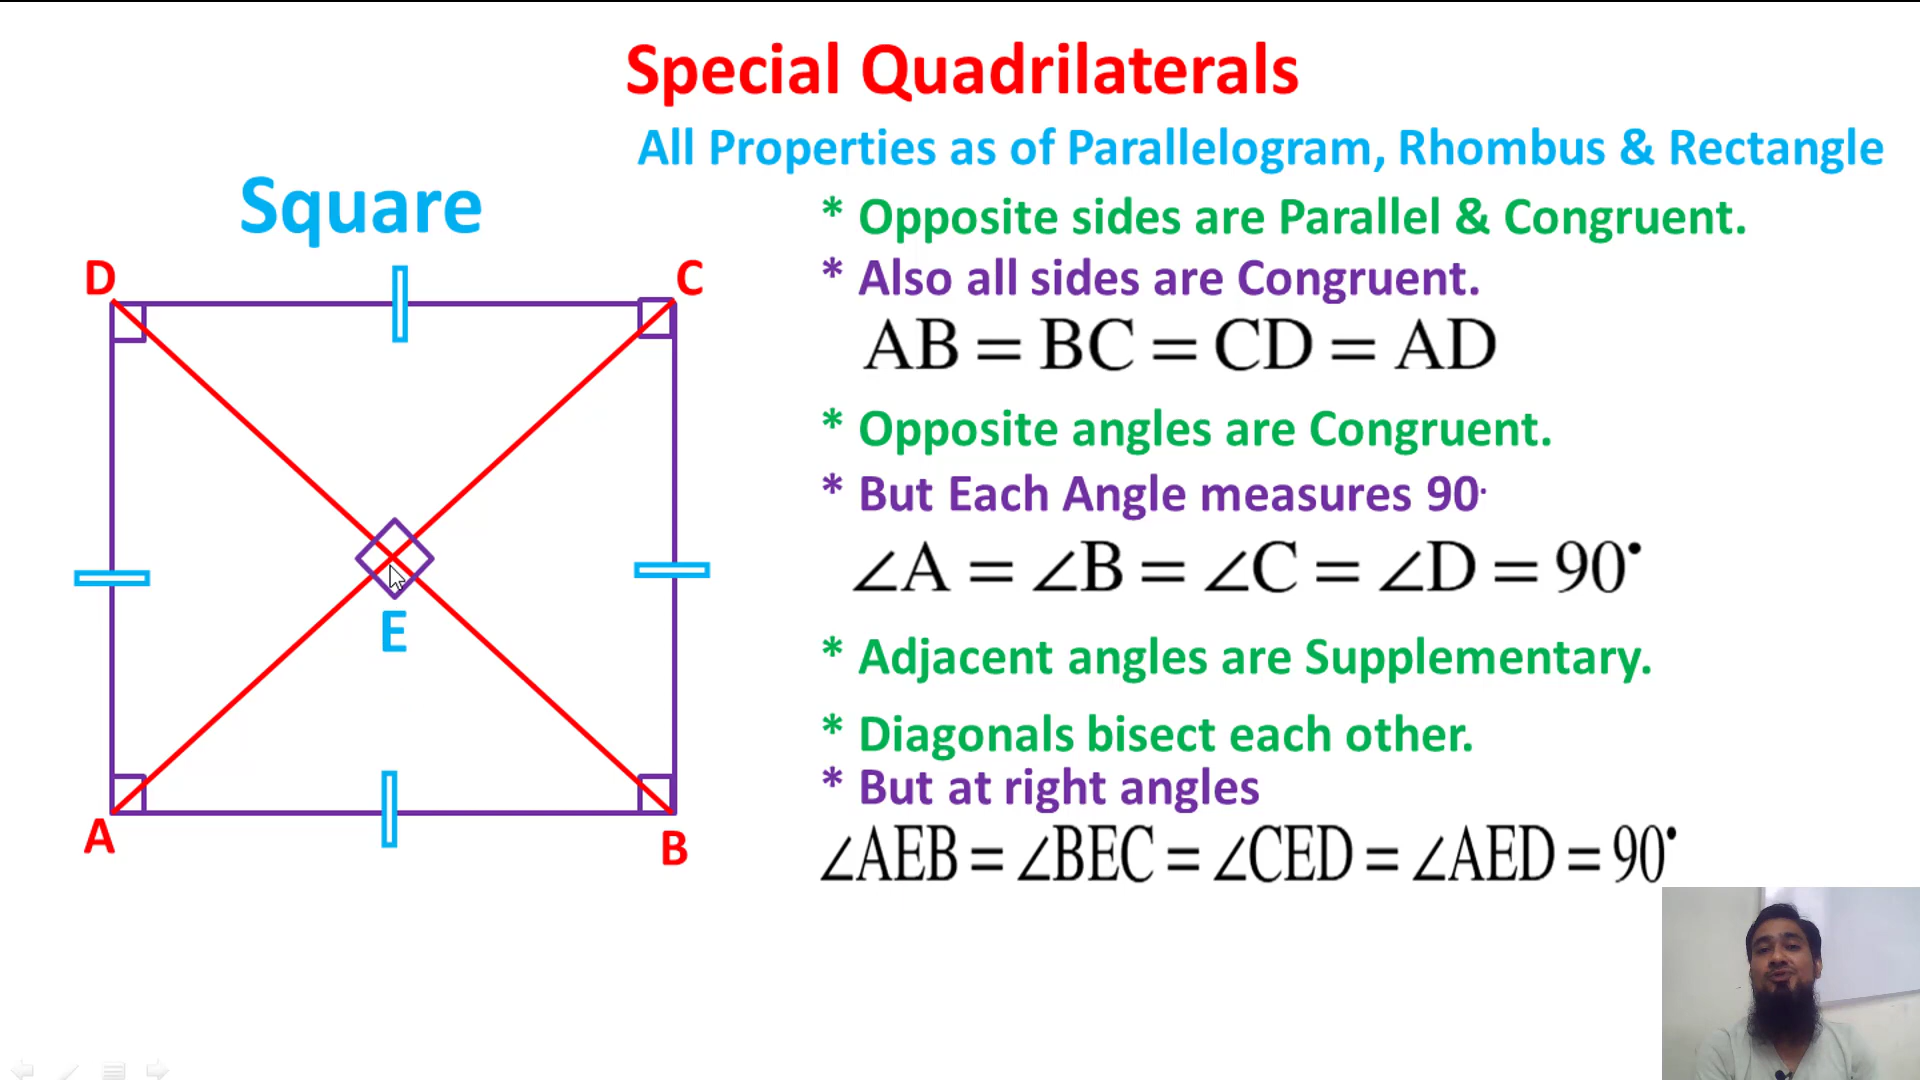 Special Quadrilaterals
All Properties as of Parallelogram, Rhombus & Rectangle
Square
* Opposite sides are Parallel & Congruent.
* Also all sides are Congruent.
D
C
AB = BC = CD = AD
* Opposite angles are Congruent.
* But Each Angle measures 90·
∠A = ∠B = ∠C = ∠D = 90•
E
* Adjacent angles are Supplementary.
* Diagonals bisect each other.
* But at right angles
A
B
∠AEB = ∠BEC = ∠CED = ∠AED = 90•